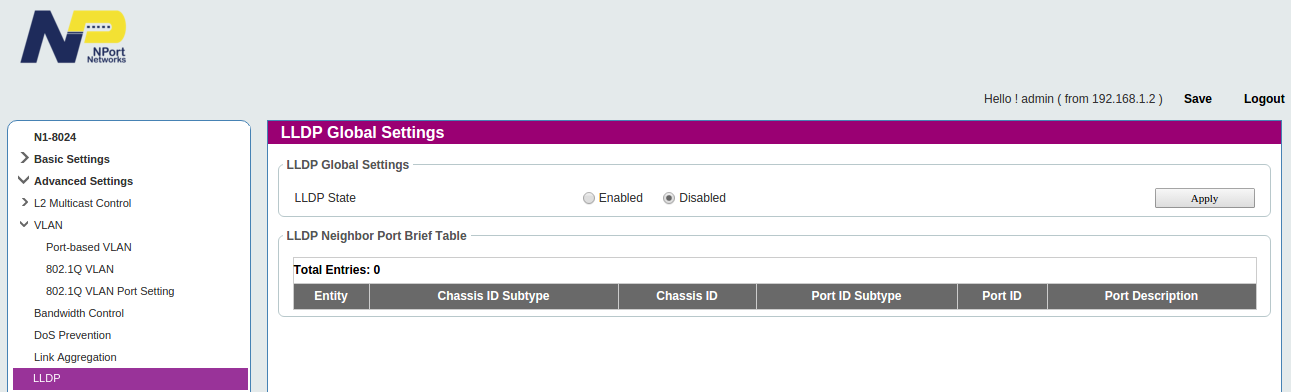 NPort
Networks
Hello ! admin ( from 192.168.1.2 ) Save Logout
N1-8024
Basic Settings
Advanced Settings
L2 Multicast Control
VLAN
Port-based VLAN
802.1Q VLAN
802.1Q VLAN Port Setting
Bandwidth Control
DoS Prevention
Link Aggregation
LLDP
LLDP Global Settings
LLDP Global Settings
LLDP State Enabled Disabled Apply
LLDP Neighbor Port Brief Table
Total Entries: 0
Entity Chassis ID Subtype Chassis ID Port ID Subtype Port ID Port Description